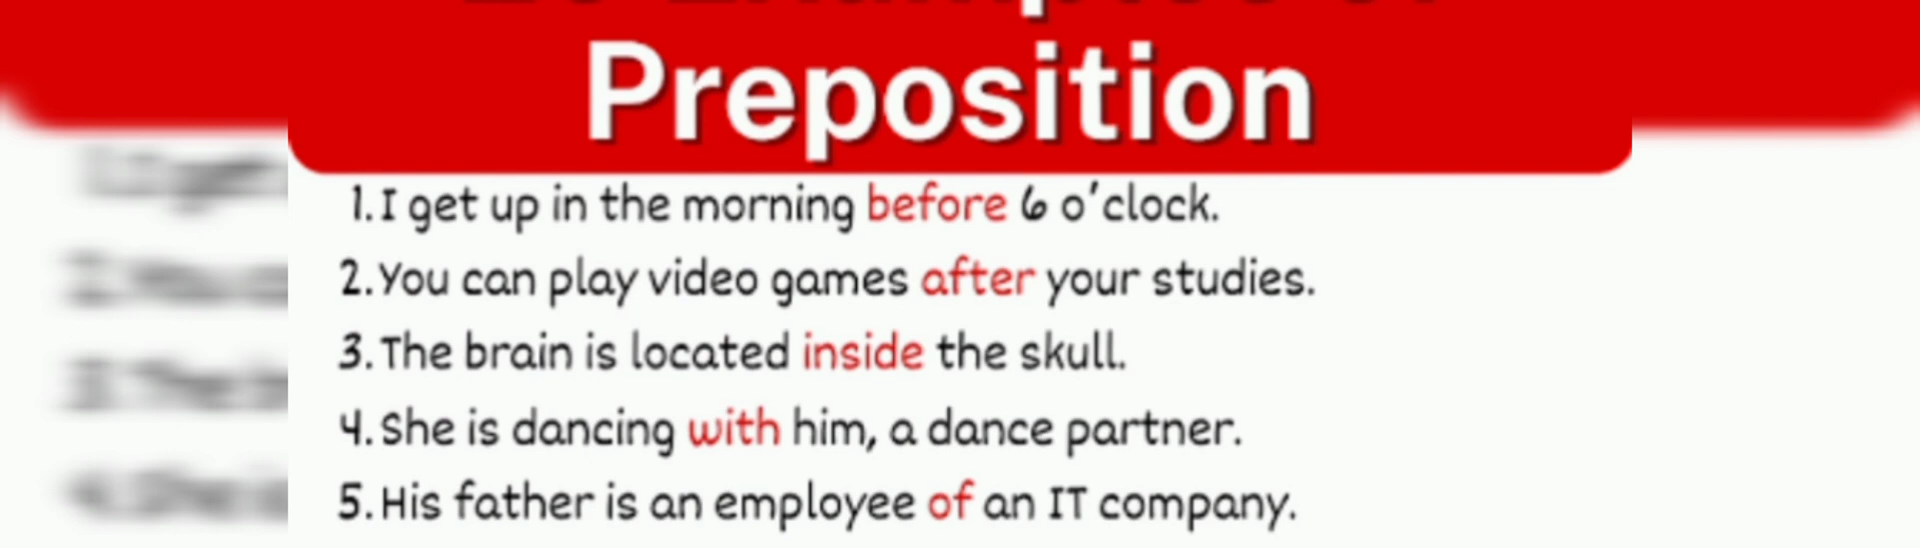 Preposition
1. I get up in the morning before 6 o'clock.
2. You can play video games after your studies.
3. The brain is located inside the skull.
4. She is dancing with him, a dance partner.
5. His father is an employee of an IT company.